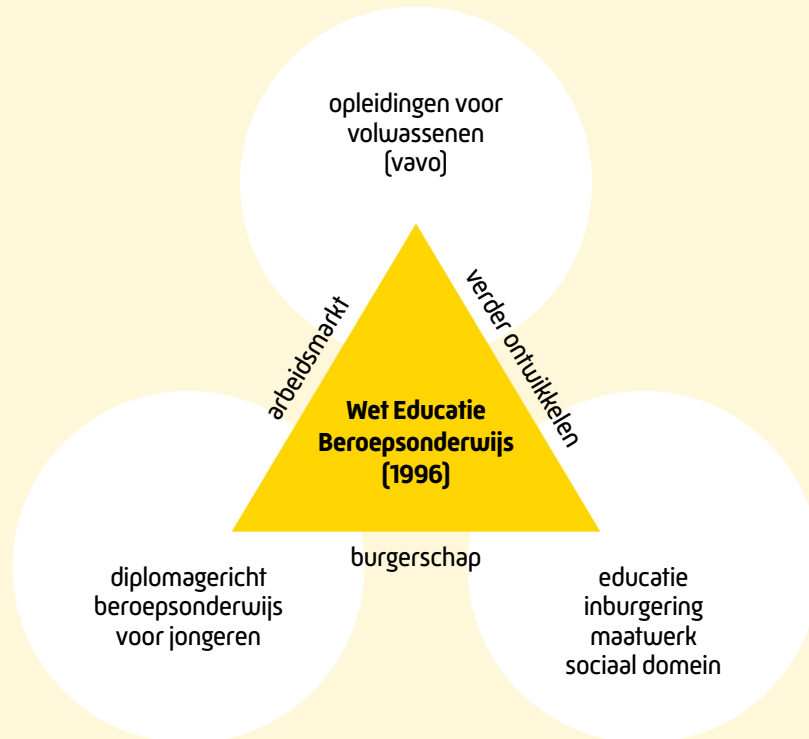 opleidingen voor
volwassenen
(vavo)
arbeidsmarkt
verder ontwikkelen
Wet Educatie
Beroepsonderwijs
(1996)
burgerschap
diplomagericht
beroepsonderwijs
voor jongeren
educatie
inburgering
maatwerk
sociaal domein